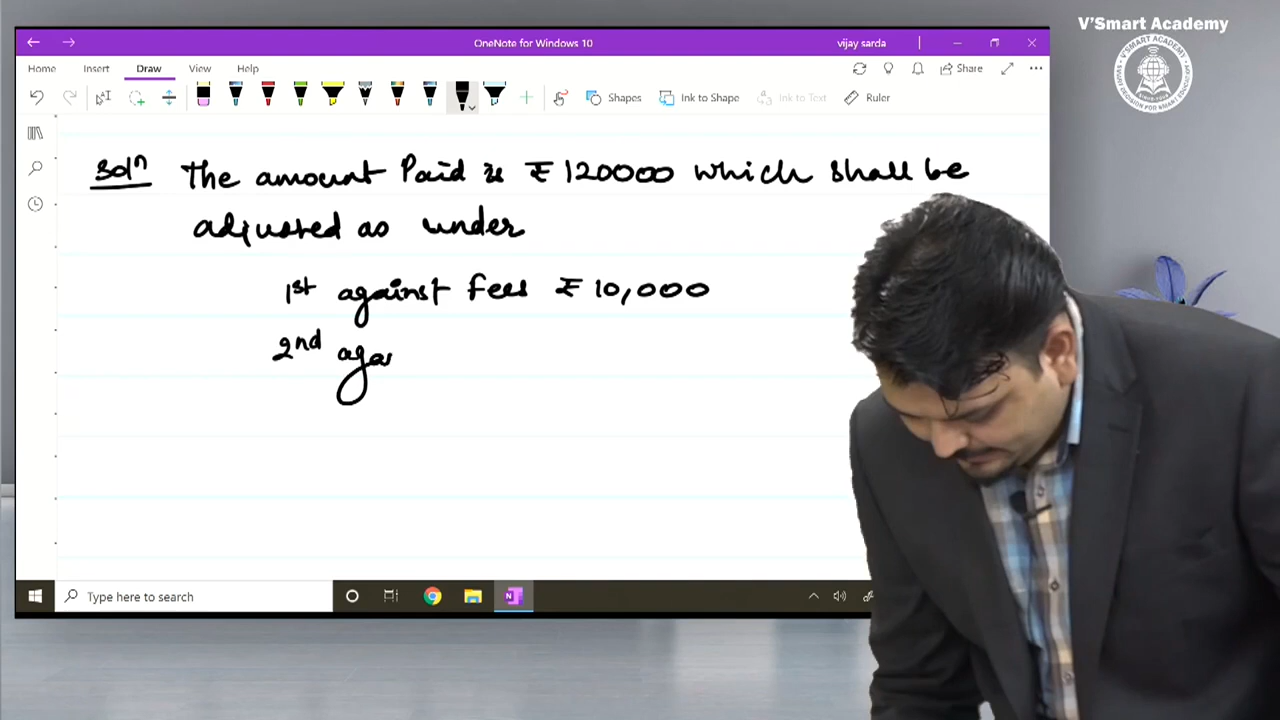 V'Smart Academy
OneNote for Windows 10
vijay sarda
Home Insert Draw View Help
Share
Shapes Ink to Shape Ink to Text Ruler
Soln The amount Paid is ₹ 120000 which shall be
adjusted as under
1st against fees ₹ 10,000
2nd aga
Type here to search